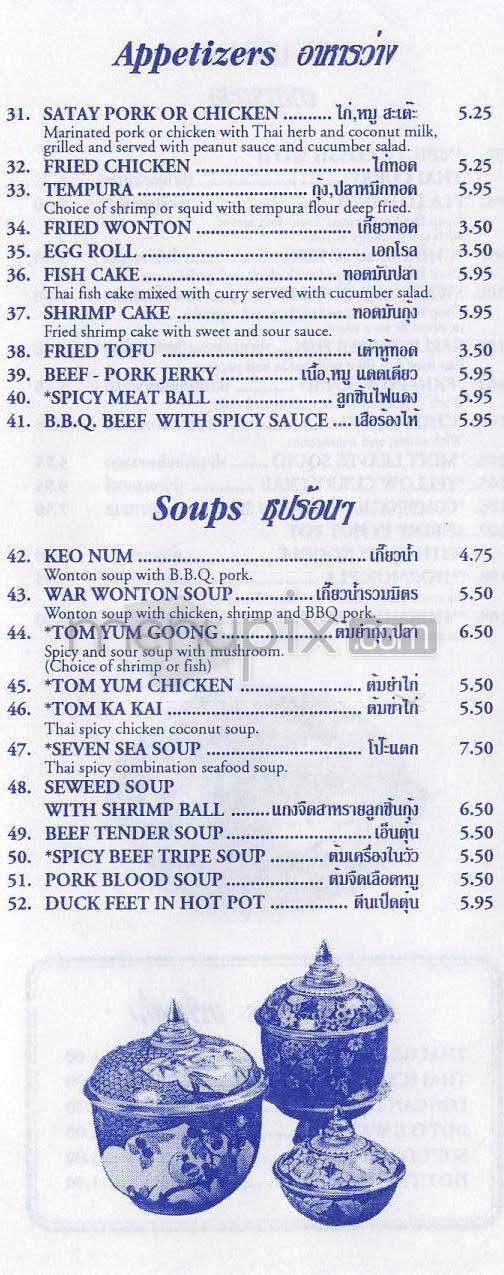 Appetizers อาหารว่าง
31. SATAY PORK OR CHICKEN .......... ไก่,หมู สะเต๊ะ 5.25
Marinated pork or chicken with Thai herb and coconut milk,
grilled and served with peanut sauce and cucumber salad.
32. FRIED CHICKEN .......... ไก่ทอด 5.25
33. TEMPURA .......... กุ้ง,ปลาหมึกทอด 5.95
Choice of shrimp or squid with tempura flour deep fried.
34. FRIED WONTON .......... เกี๊ยวทอด 3.50
35. EGG ROLL .......... เอกโรล 3.50
36. FISH CAKE .......... ทอดมันปลา 5.95
Thai fish cake mixed with curry served with cucumber salad.
37. SHRIMP CAKE .......... ทอดมันกุ้ง 5.95
Fried shrimp cake with sweet and sour sauce.
38. FRIED TOFU .......... เต้าหู้ทอด 3.50
39. BEEF - PORK JERKY .......... เนื้อ,หมู แดดเดียว 5.95
40. *SPICY MEAT BALL .......... ลูกชิ้นไฟแดง 5.95
41. B.B.Q. BEEF WITH SPICY SAUCE .... เสือร้องไห้ 5.95
Soups ซุปร้อนๆ
42. KEO NUM .......... เกี๊ยวน้ำ 4.75
Wonton soup with B.B.Q. pork.
43. WAR WONTON SOUP .......... เกี๊ยวน้ำรวมมิตร 5.50
Wonton soup with chicken, shrimp and BBQ pork.
44. *TOM YUM GOONG .......... ต้มยำกุ้ง,ปลา 6.50
Spicy and sour soup with mushroom.
(Choice of shrimp or fish)
45. *TOM YUM CHICKEN .......... ต้มยำไก่ 5.50
46. *TOM KA KAI .......... ต้มข่าไก่ 5.50
Thai spicy chicken coconut soup.
47. *SEVEN SEA SOUP .......... โป๊ะแตก 7.50
Thai spicy combination seafood soup.
48. SEWEED SOUP
WITH SHRIMP BALL ........ แกงจืดสาหรายลูกชิ้นกุ้ง 6.50
49. BEEF TENDER SOUP .......... เอ็นตุ๋น 5.50
50. *SPICY BEEF TRIPE SOUP .......... ต้มเครื่องในวัว 5.50
51. PORK BLOOD SOUP .......... ต้มจืดเลือดหมู 5.50
52. DUCK FEET IN HOT POT .......... ตีนเป็ดตุ๋น 5.95
menupix.com